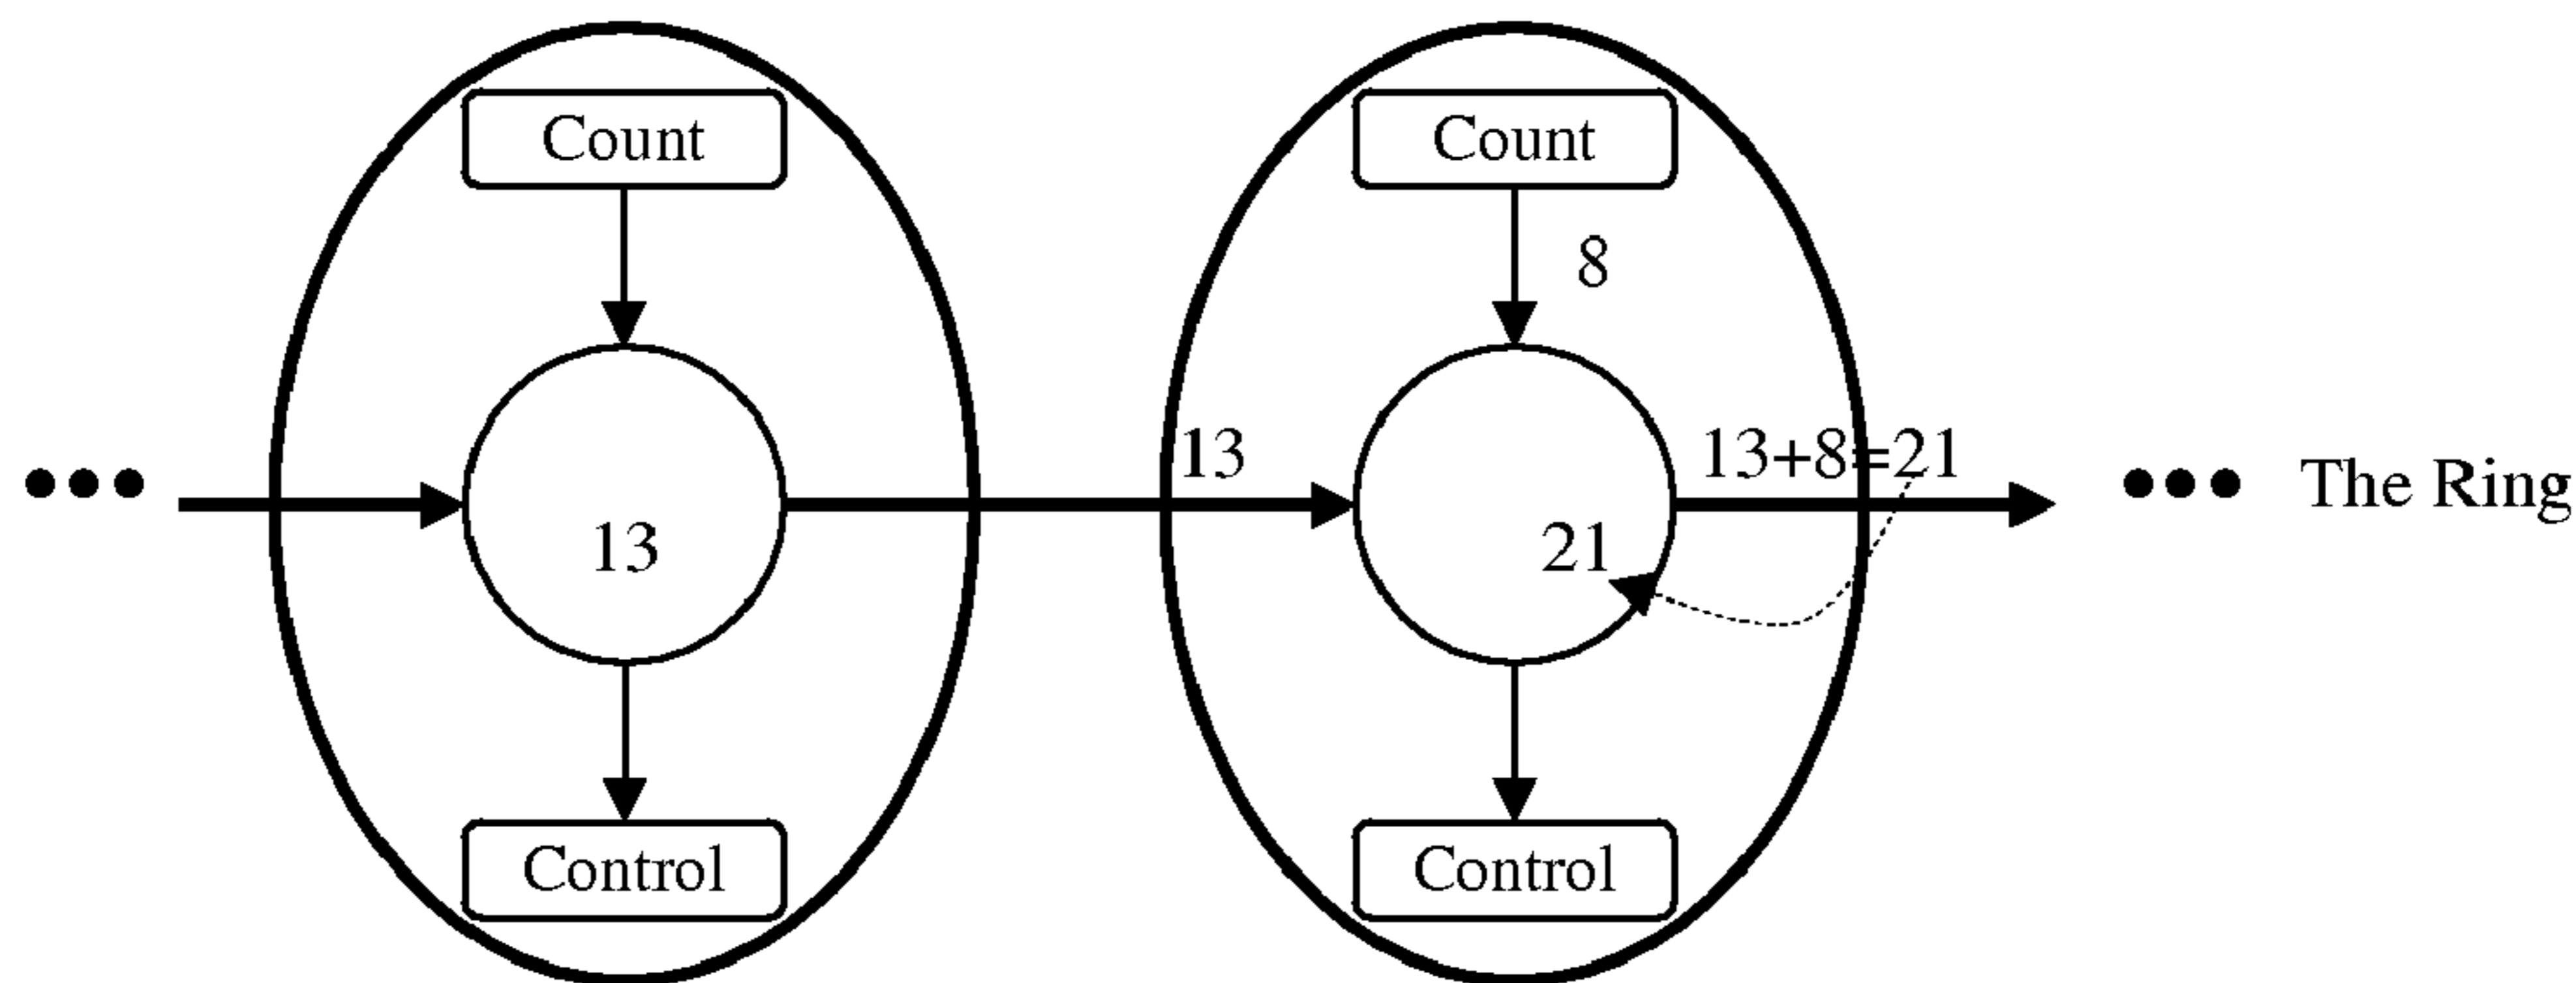 Count
Count
8
13
13+8=21
••• ••• The Ring
13
21
Control
Control